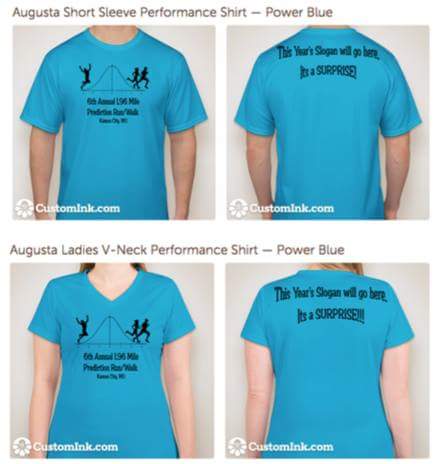 Augusta Short Sleeve Performance Shirt — Power Blue
6th Annual 1.96 Mile
Prediction Run/Walk
Kansas City, MO
CustomInk.com
This Year's Slogan will go here.
Its a SURPRISE!
CustomInk.com
Augusta Ladies V-Neck Performance Shirt — Power Blue
6th Annual 1.96 Mile
Prediction Run/Walk
Kansas City, MO
CustomInk.com
This Year's Slogan will go here.
Its a SURPRISE!!!
CustomInk.com